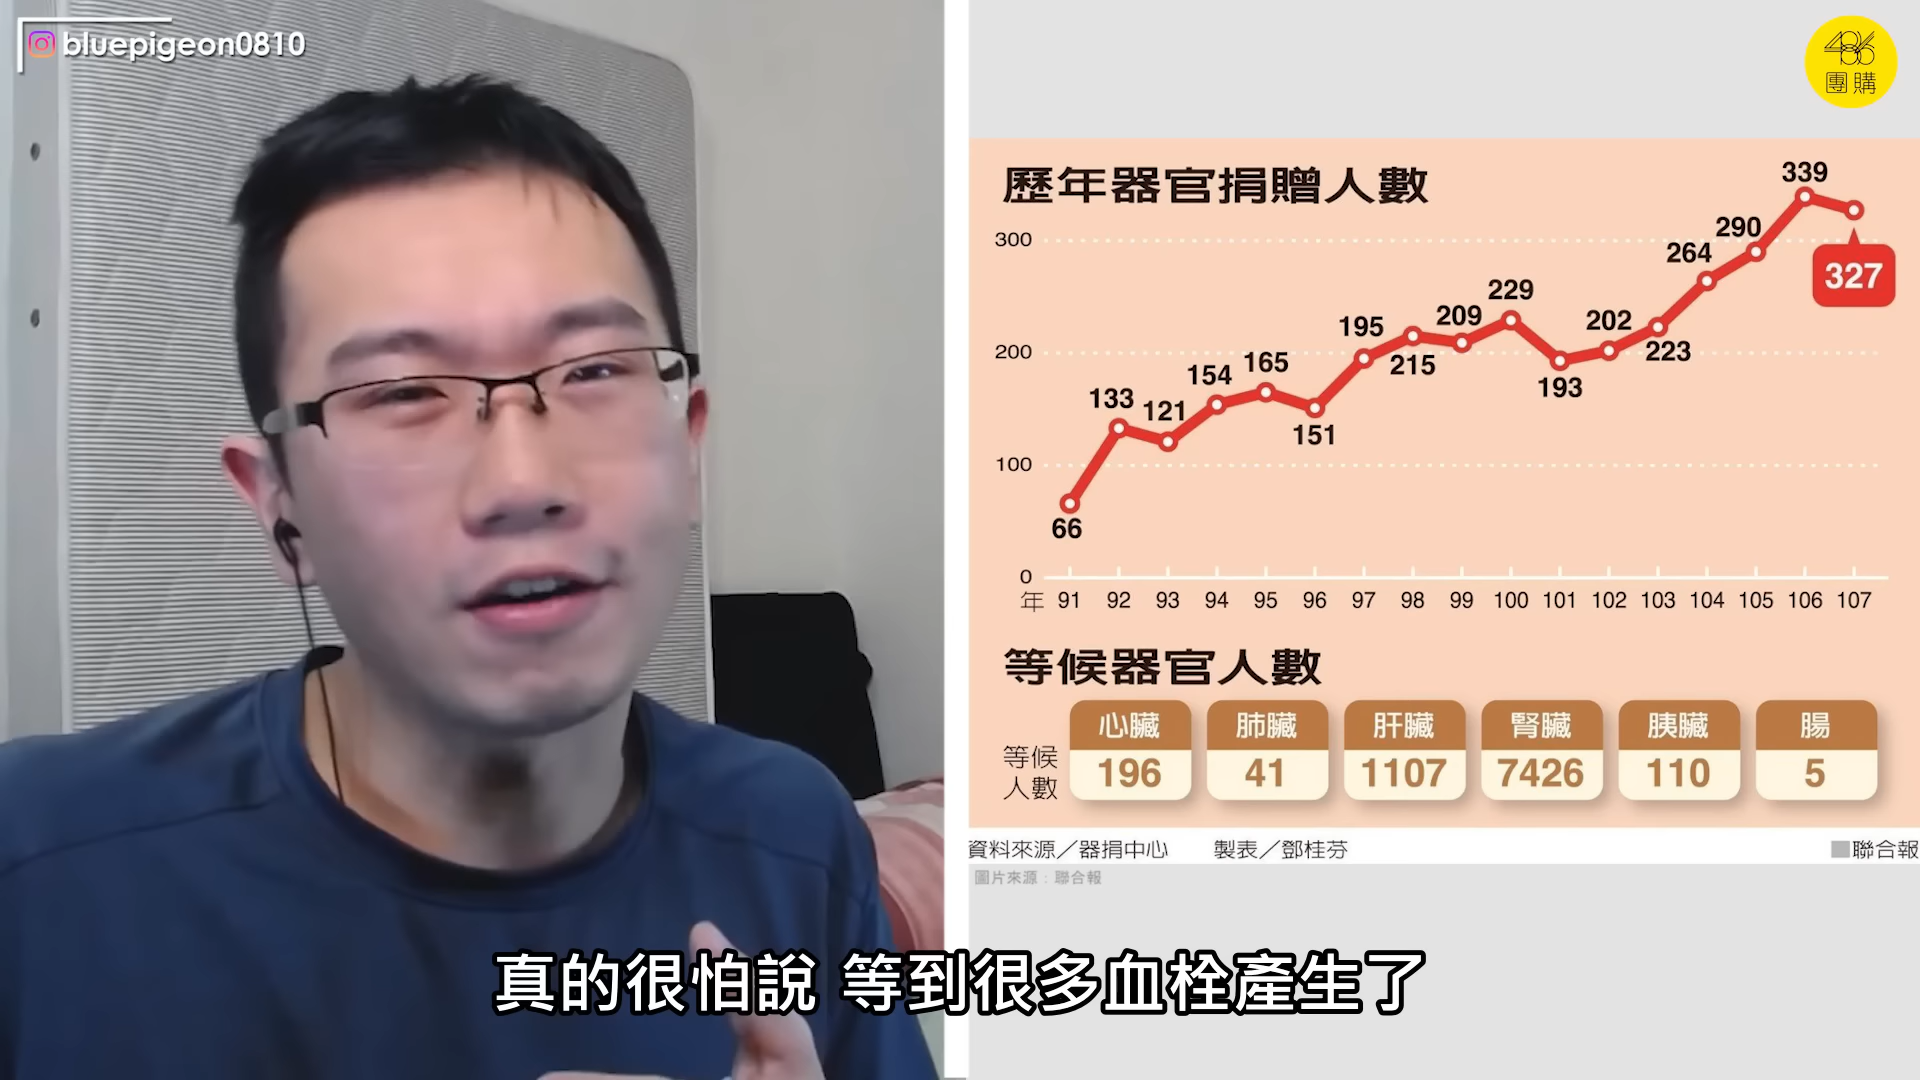 bluepigeon0810
486
團購
歷年器官捐贈人數
300
200
100
0
66
133
121
154
165
151
195
215
209
229
193
202
223
264
290
339
327
年 91 92 93 94 95 96 97 98 99 100 101 102 103 104 105 106 107
等候器官人數
心臟 肺臟 肝臟 腎臟 胰臟 腸
等候人數
196 41 1107 7426 110 5
資料來源／器捐中心 製表／鄧桂芬 ■聯合報
圖片來源：聯合報
真的很怕說 等到很多血栓產生了